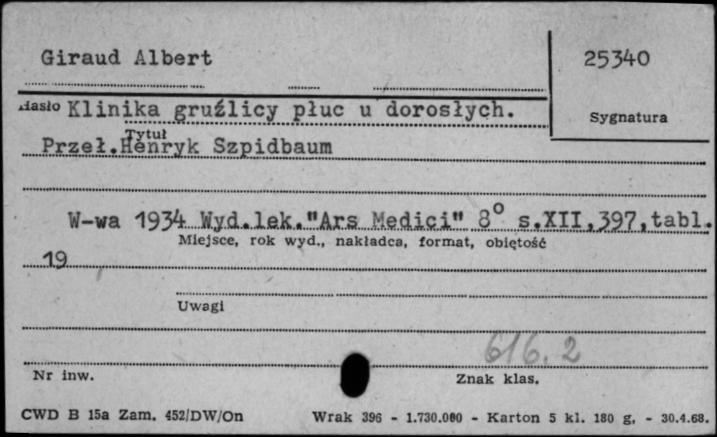 Giraud Albert 25340
Hasło Klinika gruźlicy płuc u dorosłych.
Sygnatura
Tytuł
Przeł.Henryk Szpidbaum
W-wa 1934 Wyd.lek."Ars Medici" 8° s.XII,397,tabl.
Miejsce, rok wyd., nakładca, format, objętość
19
Uwagi
616.2
Nr inw. Znak klas.
CWD B 15a Zam. 452/DW/On Wrak 396 - 1.730.000 - Karton 5 kl. 180 g. - 30.4.68.